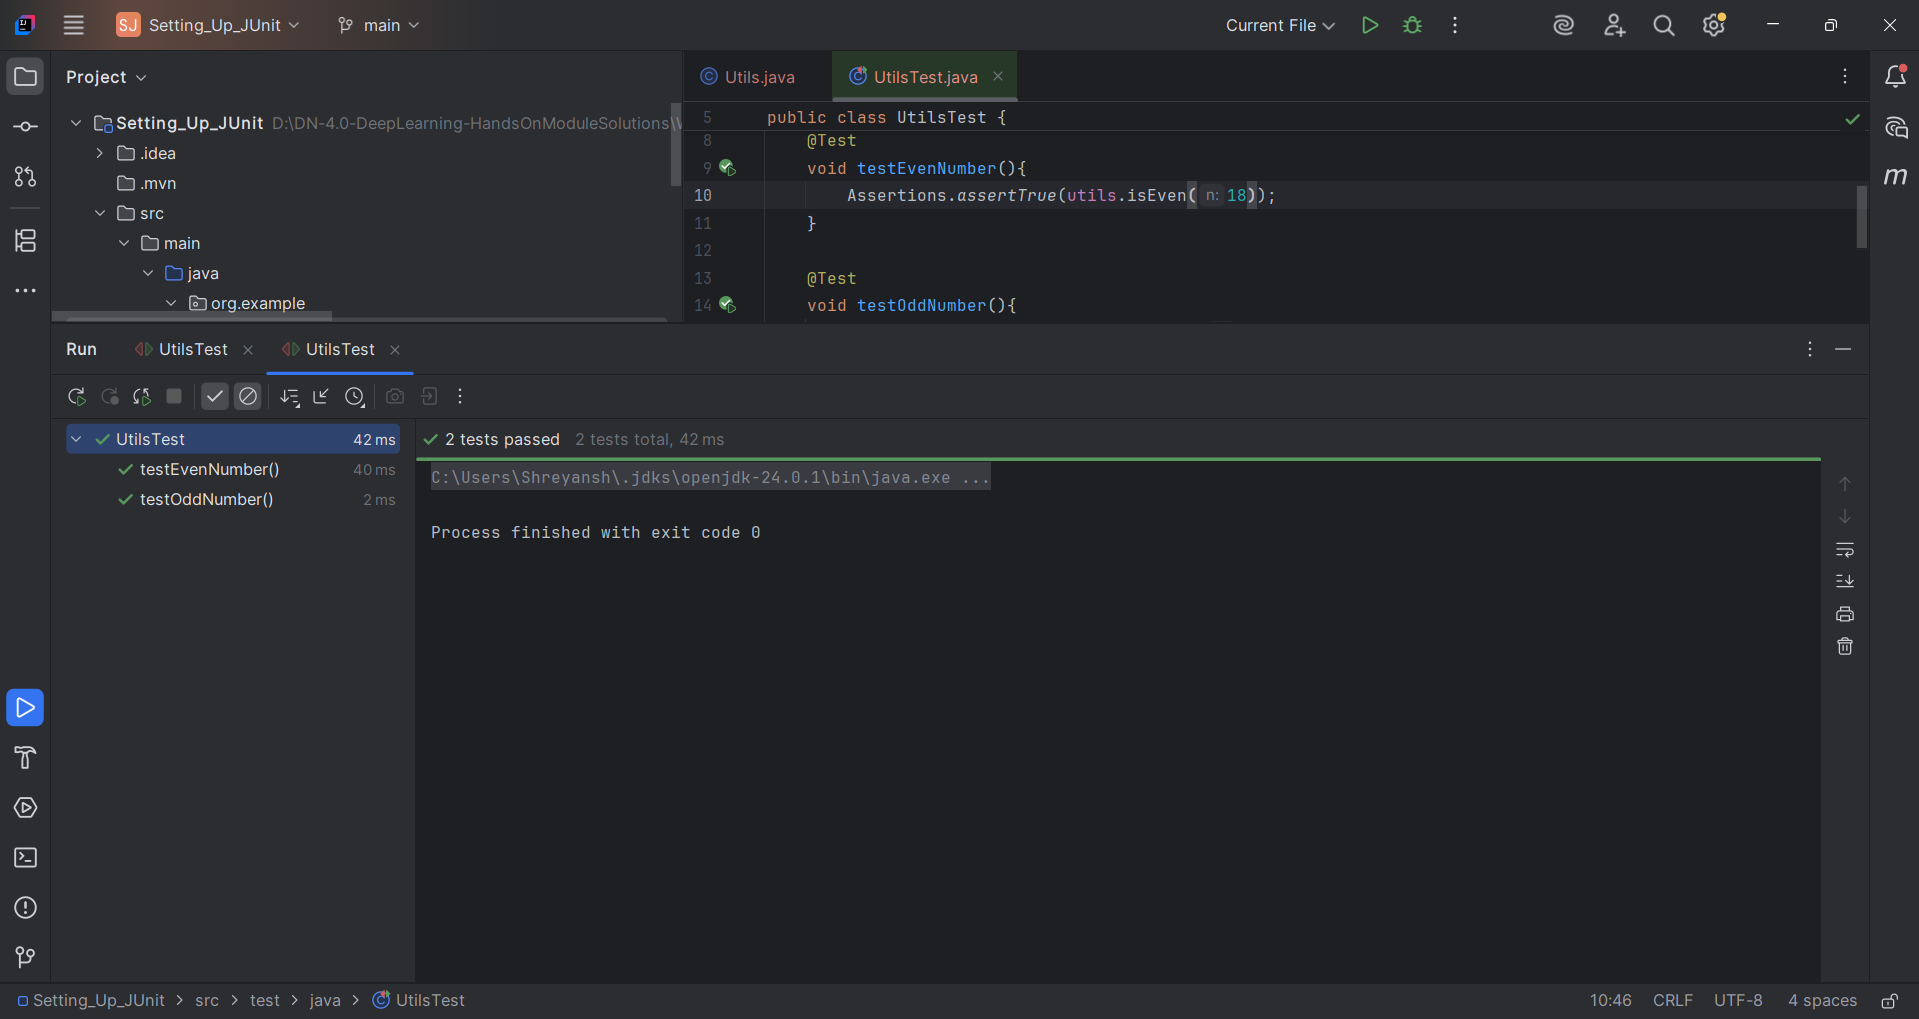 SJ Setting_Up_JUnit main Current File
Project
Setting_Up_JUnit D:\DN-4.0-DeepLearning-HandsOnModuleSolutions\
.idea
.mvn
src
main
java
org.example
Utils.java UtilsTest.java
5 public class UtilsTest {
8 @Test
9 void testEvenNumber(){
10 Assertions.assertTrue(utils.isEven( n: 18));
11 }
12
13 @Test
14 void testOddNumber(){
m
Run UtilsTest UtilsTest
UtilsTest 42 ms
testEvenNumber() 40 ms
testOddNumber() 2 ms
2 tests passed 2 tests total, 42 ms
C:\Users\Shreyansh\.jdks\openjdk-24.0.1\bin\java.exe ...
Process finished with exit code 0
Setting_Up_JUnit > src > test > java > UtilsTest 10:46 CRLF UTF-8 4 spaces